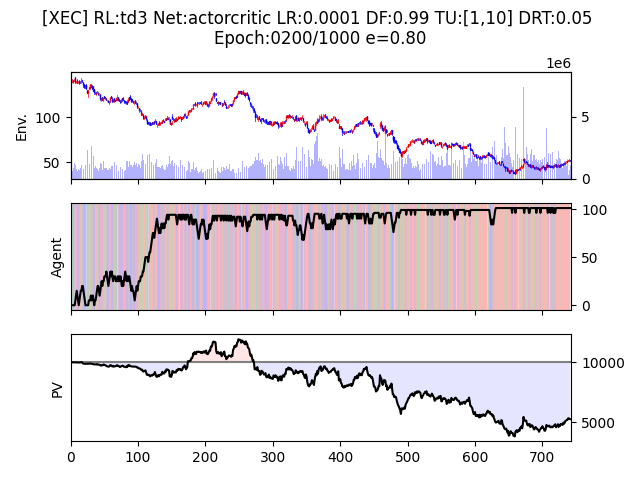 [XEC] RL:td3 Net:actorcritic LR:0.0001 DF:0.99 TU:[1,10] DRT:0.05
Epoch:0200/1000 e=0.80
1e6
Env.
100
50
5
0
Agent
100
50
0
PV
10000
5000
0 100 200 300 400 500 600 700